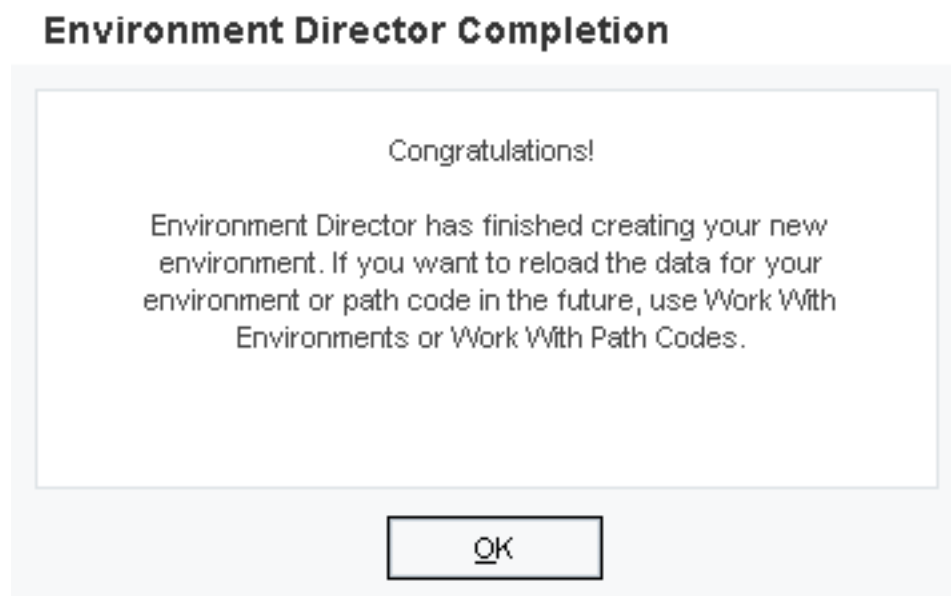 Environment Director Completion
Congratulations!
Environment Director has finished creating your new
environment. If you want to reload the data for your
environment or path code in the future, use Work With
Environments or Work With Path Codes.
OK